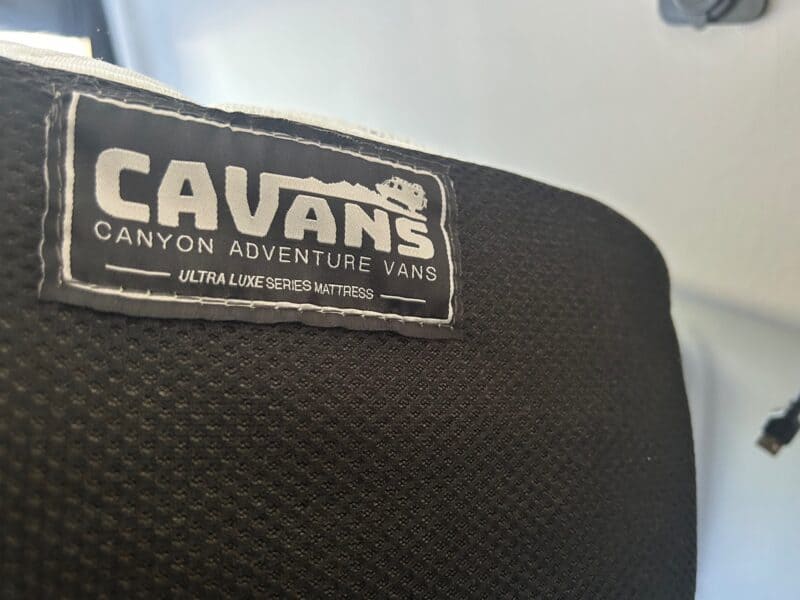 CAVANS
CANYON ADVENTURE VANS
ULTRA LUXE SERIES MATTRESS